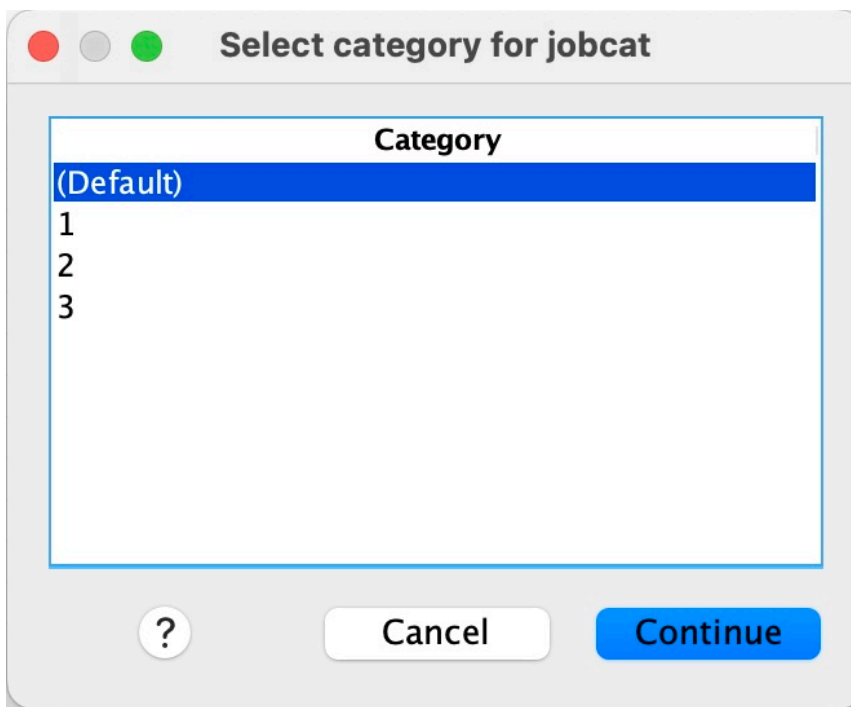 Select category for jobcat
Category
(Default)
1
2
3
?
Cancel
Continue